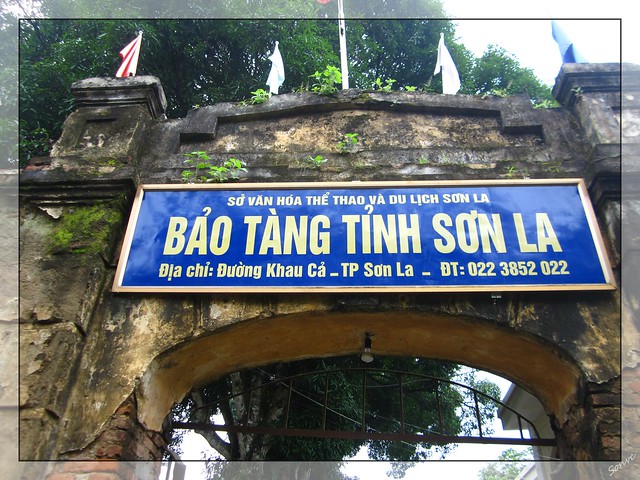 SỞ VĂN HÓA THỂ THAO VÀ DU LỊCH SƠN LA
BẢO TÀNG TỈNH SƠN LA
Địa chỉ: Đường Khau Cả - TP Sơn La - ĐT: 022 3852 022